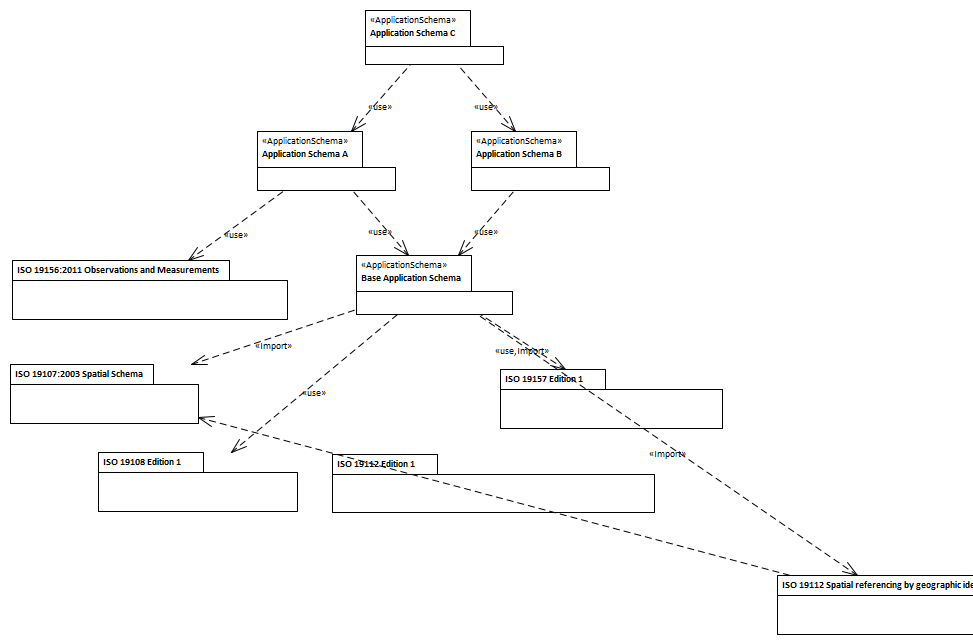 «ApplicationSchema»
Application Schema C
«use»
«use»
«ApplicationSchema»
Application Schema A
«ApplicationSchema»
Application Schema B
«use»
«use»
«use»
ISO 19156:2011 Observations and Measurements
«ApplicationSchema»
Base Application Schema
«import»
«use,import»
ISO 19107:2003 Spatial Schema
ISO 19157 Edition 1
«use»
«import»
ISO 19108 Edition 1
ISO 19112 Edition 1
ISO 19112 Spatial referencing by geographic ide